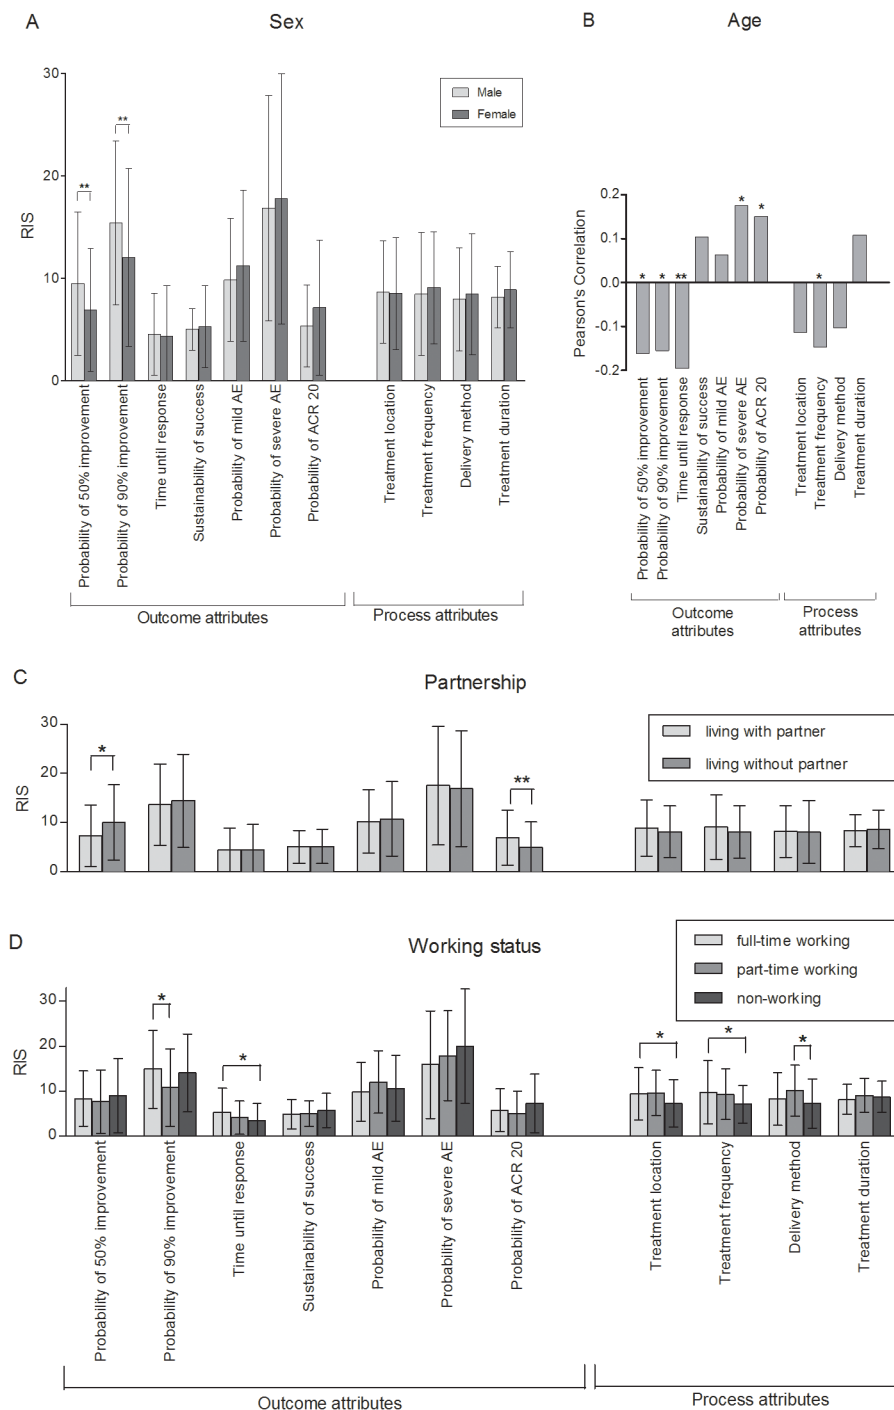 A
Sex
30
20
10
0
RIS
Male
Female
**
**
Probability of 50% improvement
Probability of 90% improvement
Time until response
Sustainability of success
Probability of mild AE
Probability of severe AE
Probability of ACR 20
Treatment location
Treatment frequency
Delivery method
Treatment duration
Outcome attributes
Process attributes
B
Age
0.2
0.1
0.0
-0.1
-0.2
Pearson's Correlation
*
*
**
*
*
*
Probability of 50% improvement
Probability of 90% improvement
Time until response
Sustainability of success
Probability of mild AE
Probability of severe AE
Probability of ACR 20
Treatment location
Treatment frequency
Delivery method
Treatment duration
Outcome
attributes
Process
attributes
C
Partnership
30
20
10
0
RIS
living with partner
living without partner
*
**
D
Working status
30
20
10
0
RIS
full-time working
part-time working
non-working
*
*
*
*
*
Probability of 50% improvement
Probability of 90% improvement
Time until response
Sustainability of success
Probability of mild AE
Probability of severe AE
Probability of ACR 20
Treatment location
Treatment frequency
Delivery method
Treatment duration
Outcome attributes
Process attributes